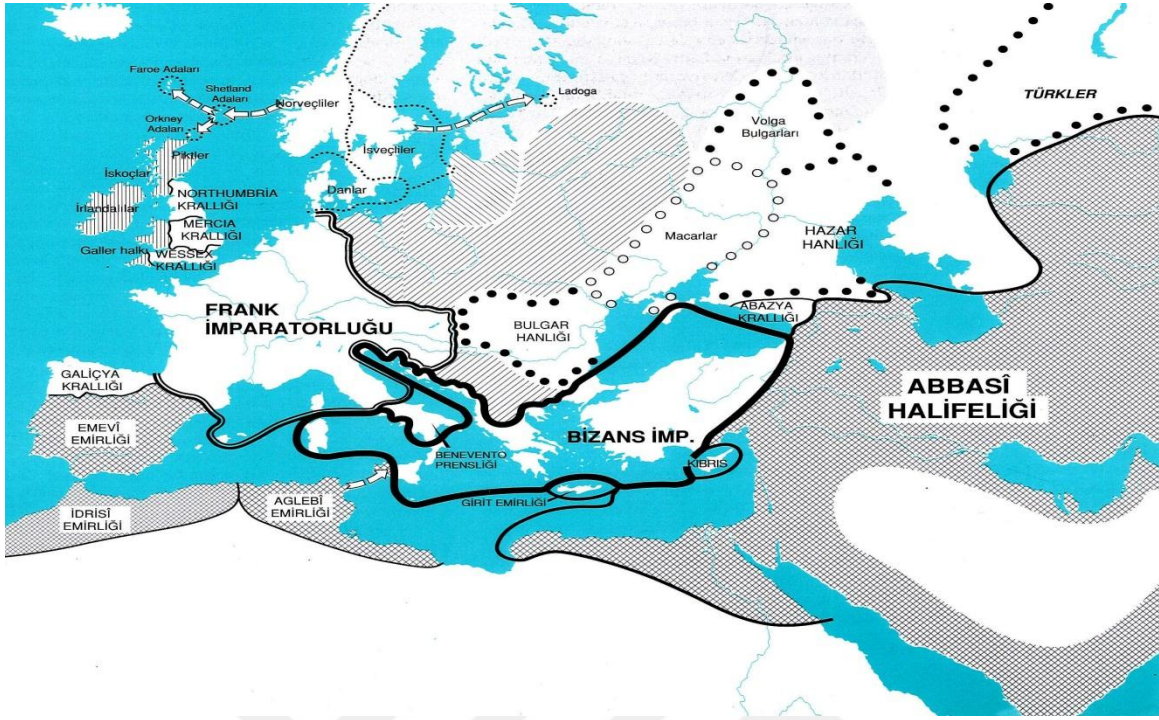 Faroe Adaları
Shetland
Adaları
Orkney
Adaları
Norveçliler
Ladoga
İsveçliler
Danlar
Piktler
İskoçlar
İrlandalılar
NORTHUMBRİA
KRALLIĞI
MERCIA
KRALLIĞI
Galler halkı
WESSEX
KRALLIĞI
Volga
Bulgarları
TÜRKLER
Macarlar
HAZAR
HANLIĞI
FRANK
İMPARATORLUĞU
BULGAR
HANLIĞI
ABAZYA
KRALLIĞI
GALİÇYA
KRALLIĞI
EMEVÎ
EMİRLİĞİ
İDRİSÎ
EMİRLİĞİ
AGLEBÎ
EMİRLİĞİ
BENEVENTO
PRENSLİĞİ
BİZANS İMP.
KIBRIS
GİRİT EMİRLİĞİ
ABBASÎ
HALİFELİĞİ